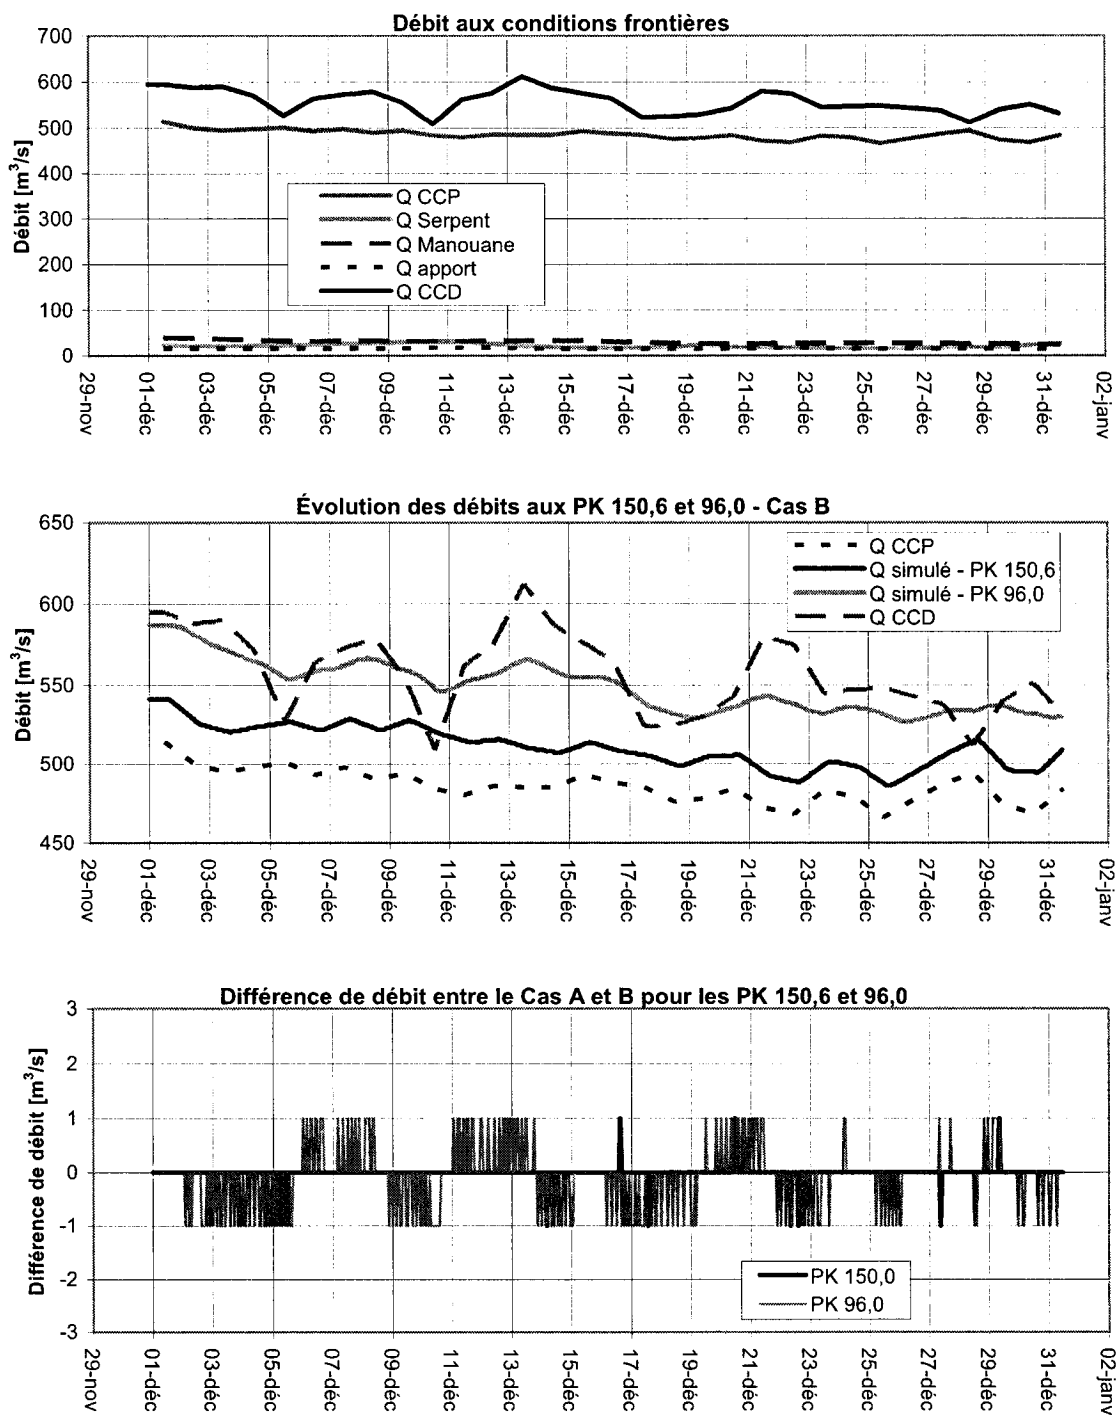 Débit aux conditions frontières
Débit [m³/s]
700
600
500
400
300
200
100
0
Q CCP
Q Serpent
Q Manouane
Q apport
Q CCD
29-nov
01-déc
03-déc
05-déc
07-déc
09-déc
11-déc
13-déc
15-déc
17-déc
19-déc
21-déc
23-déc
25-déc
27-déc
29-déc
31-déc
02-janv
Évolution des débits aux PK 150,6 et 96,0 - Cas B
Débit [m³/s]
650
600
550
500
450
Q CCP
Q simulé - PK 150,6
Q simulé - PK 96,0
Q CCD
29-nov
01-déc
03-déc
05-déc
07-déc
09-déc
11-déc
13-déc
15-déc
17-déc
19-déc
21-déc
23-déc
25-déc
27-déc
29-déc
31-déc
02-janv
Différence de débit entre le Cas A et B pour les PK 150,6 et 96,0
Différence de débit [m³/s]
3
2
1
0
-1
-2
-3
PK 150,0
PK 96,0
29-nov
01-déc
03-déc
05-déc
07-déc
09-déc
11-déc
13-déc
15-déc
17-déc
19-déc
21-déc
23-déc
25-déc
27-déc
29-déc
31-déc
02-janv